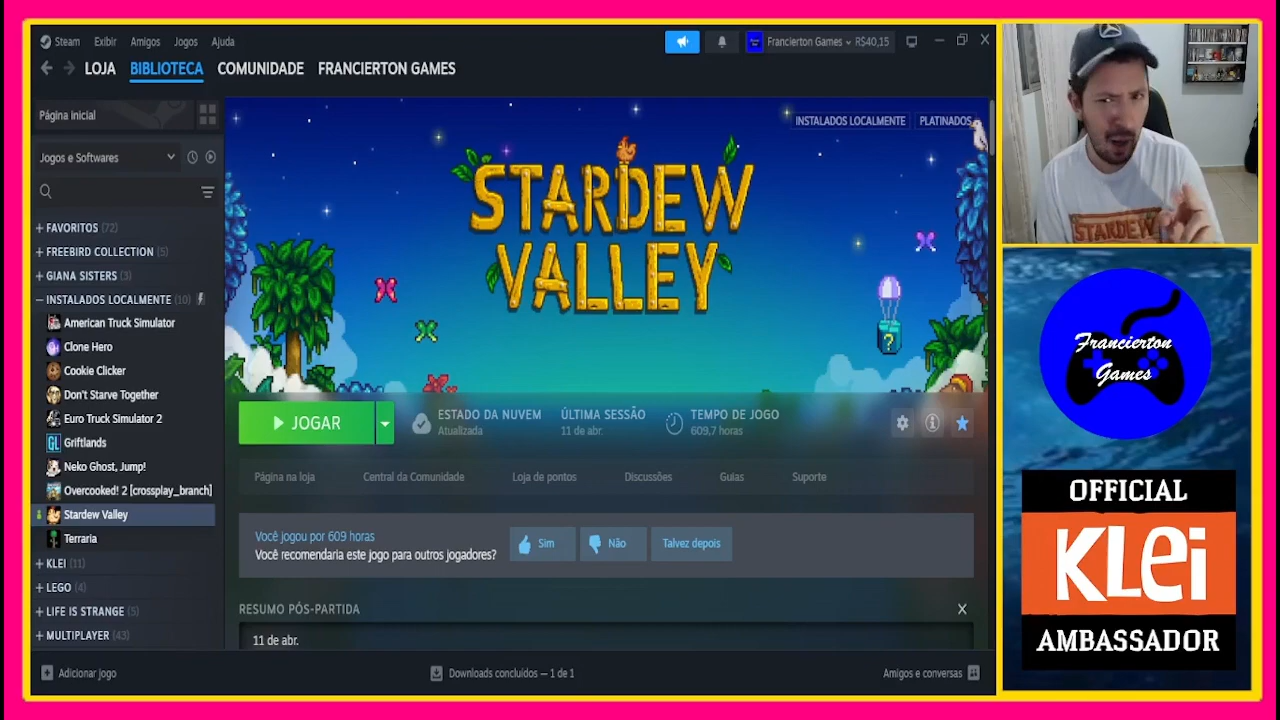 Steam Exibir Amigos Jogos Ajuda
Francierton Games R$40,15
LOJA BIBLIOTECA COMUNIDADE FRANCIERTON GAMES
Página inicial
Jogos e Softwares
FAVORITOS (72)
FREEBIRD COLLECTION (5)
GIANA SISTERS (3)
INSTALADOS LOCALMENTE (10)
American Truck Simulator
Clone Hero
Cookie Clicker
Don't Starve Together
Euro Truck Simulator 2
Griftlands
Neko Ghost, Jump!
Overcooked! 2 [crossplay_branch]
Stardew Valley
Terraria
KLEI (11)
LEGO (4)
LIFE IS STRANGE (5)
MULTIPLAYER (43)
Adicionar jogo
INSTALADOS LOCALMENTE PLATINADOS
STARDEW
VALLEY
?
JOGAR
ESTADO DA NUVEM
Atualizada
ÚLTIMA SESSÃO
11 de abr.
TEMPO DE JOGO
609,7 horas
Página na loja Central da Comunidade Loja de pontos Discussões Guias Suporte
Você jogou por 609 horas
Você recomendaria este jogo para outros jogadores?
Sim Não Talvez depois
RESUMO PÓS-PARTIDA X
11 de abr.
Downloads concluídos — 1 de 1
Amigos e conversas
STARDEW
Francierton
Games
OFFICIAL
KLei
AMBASSADOR